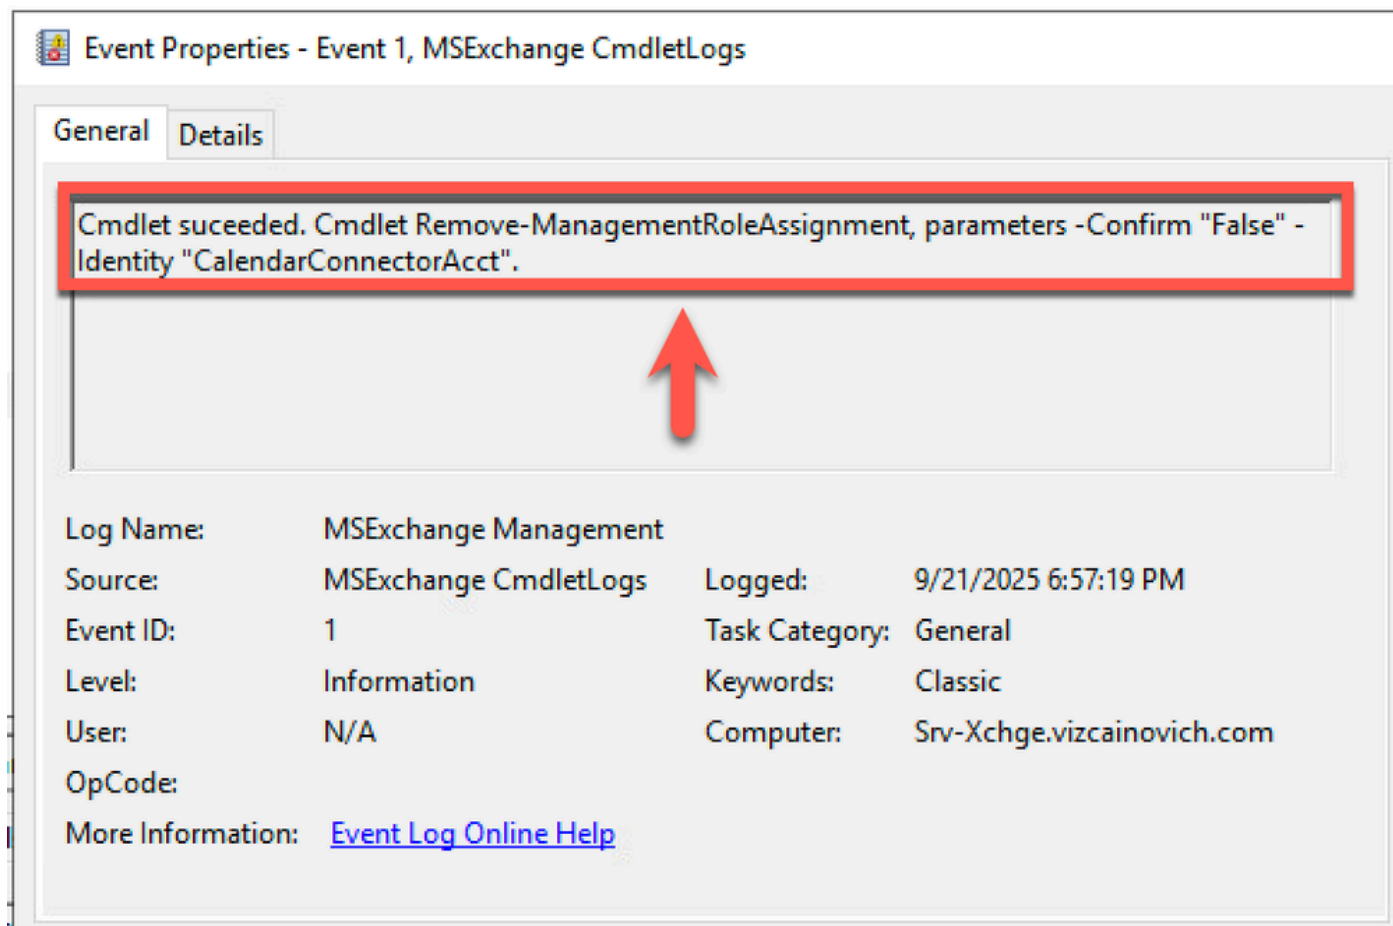 Event Properties - Event 1, MSExchange CmdletLogs
General
Details
Cmdlet suceeded. Cmdlet Remove-ManagementRoleAssignment, parameters -Confirm "False" -
Identity "CalendarConnectorAcct".
Log Name: MSExchange Management
Source: MSExchange CmdletLogs Logged: 9/21/2025 6:57:19 PM
Event ID: 1 Task Category: General
Level: Information Keywords: Classic
User: N/A Computer: Srv-Xchge.vizcainovich.com
OpCode:
More Information: Event Log Online Help